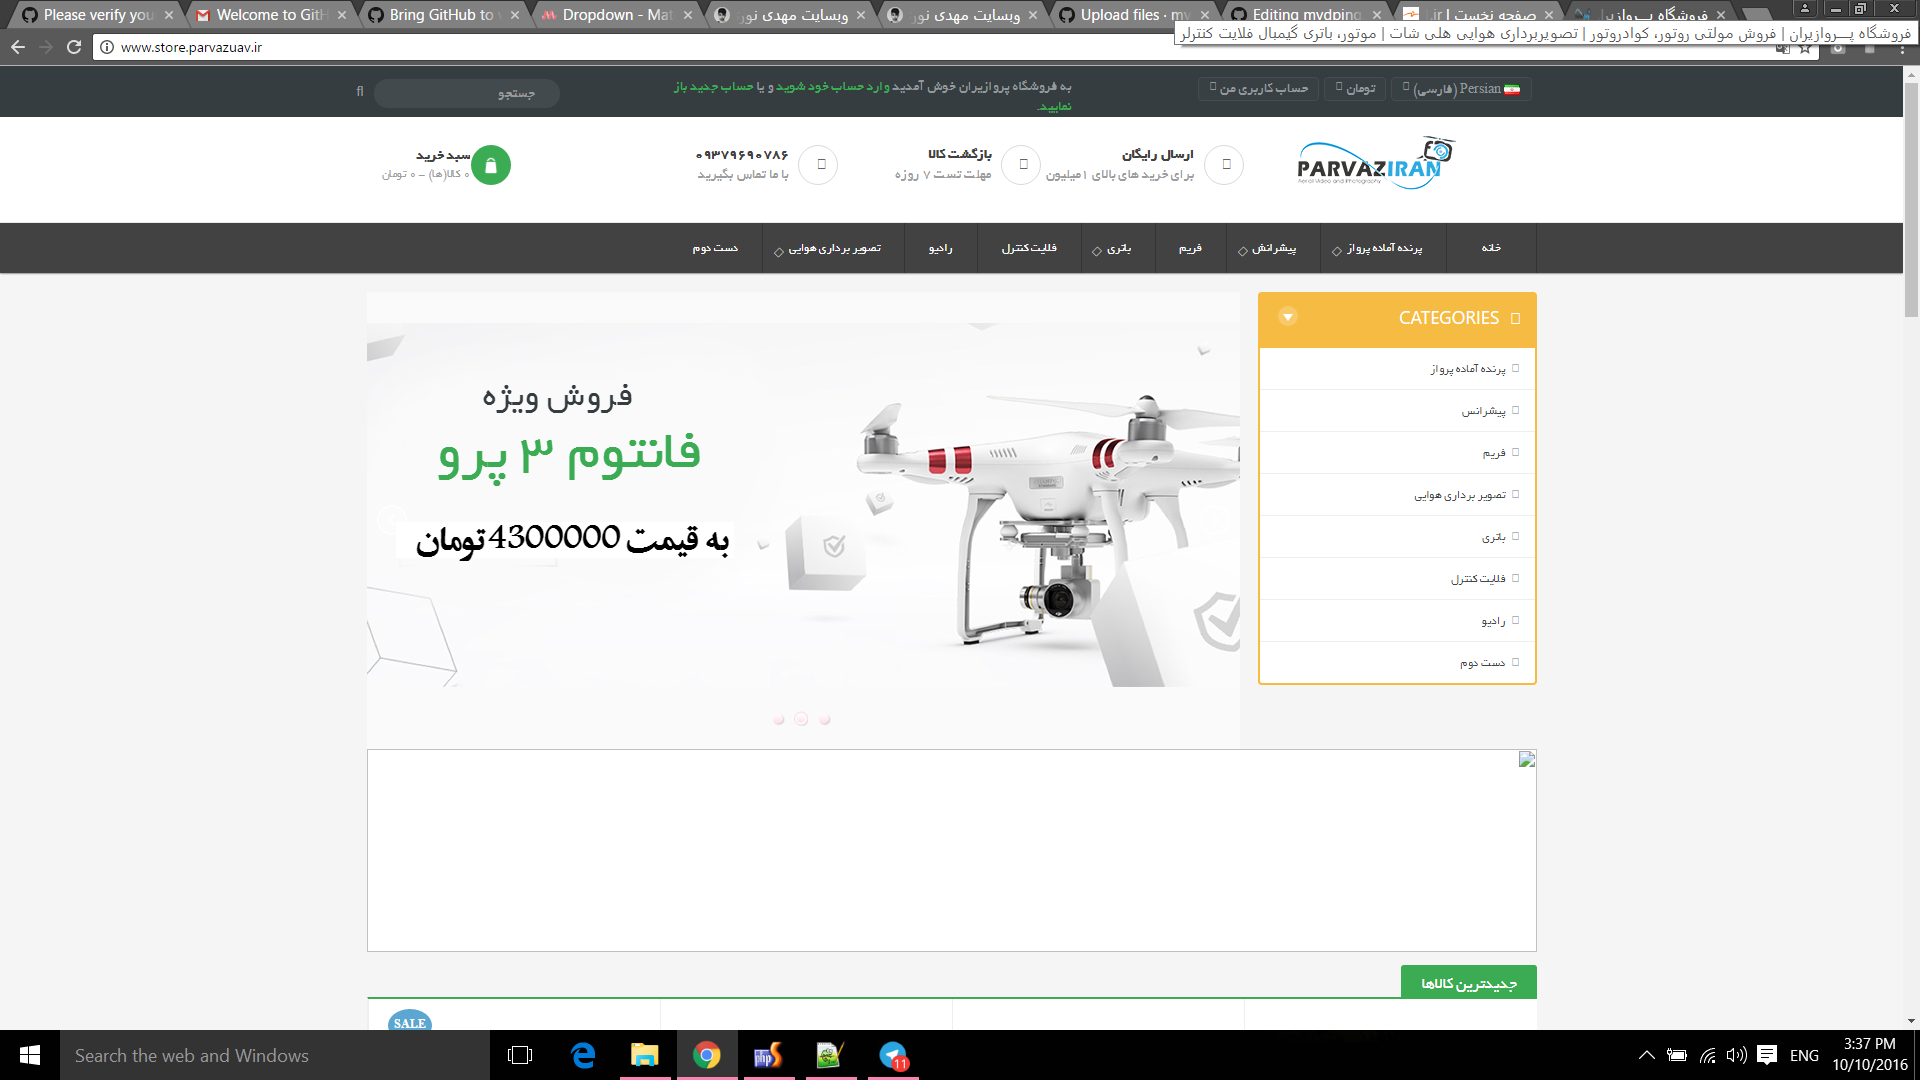 Please verify you
Welcome to GitH
Bring GitHub to y
Dropdown - Mat
وبسایت مهدی نور
وبسایت مهدی نور
Upload files · my
Editing mydping
صفحه نخست | ir.
فروشگاه پــرواز
فروشگاه پـــروازیران | فروش مولتی روتور، کوادروتور | تصویربرداری هوایی هلی شات | موتور، باتری گیمبال فلایت کنترلر
www.store.parvazuav.ir
Persian (فارسی)
تومان
حساب کاربری من
به فروشگاه پروازیران خوش آمدید وارد حساب خود شوید و یا حساب جدید باز
نمایید.
جستجو
PARVAZIRAN
Aerial Video and Photography
ارسال رایگان
برای خرید های بالای ۱میلیون
بازگشت کالا
مهلت تست ۷ روزه
۰۹۳۷۹۶۹۰۷۸۶
با ما تماس بگیرید
سبد خرید
۰ کالا(ها) – ۰ تومان
خانه
پرنده آماده پرواز
پیشرانش
فریم
باتری
فلایت کنترل
رادیو
تصویر برداری هوایی
دست دوم
CATEGORIES
پرنده آماده پرواز
پیشرانس
فریم
تصویر برداری هوایی
باتری
فلایت کنترل
رادیو
دست دوم
فروش ویژه
فانتوم ۳ پرو
به قیمت 4300000 تومان
جدیدترین کالاها
SALE
Search the web and Windows
11
ENG
3:37 PM
10/10/2016